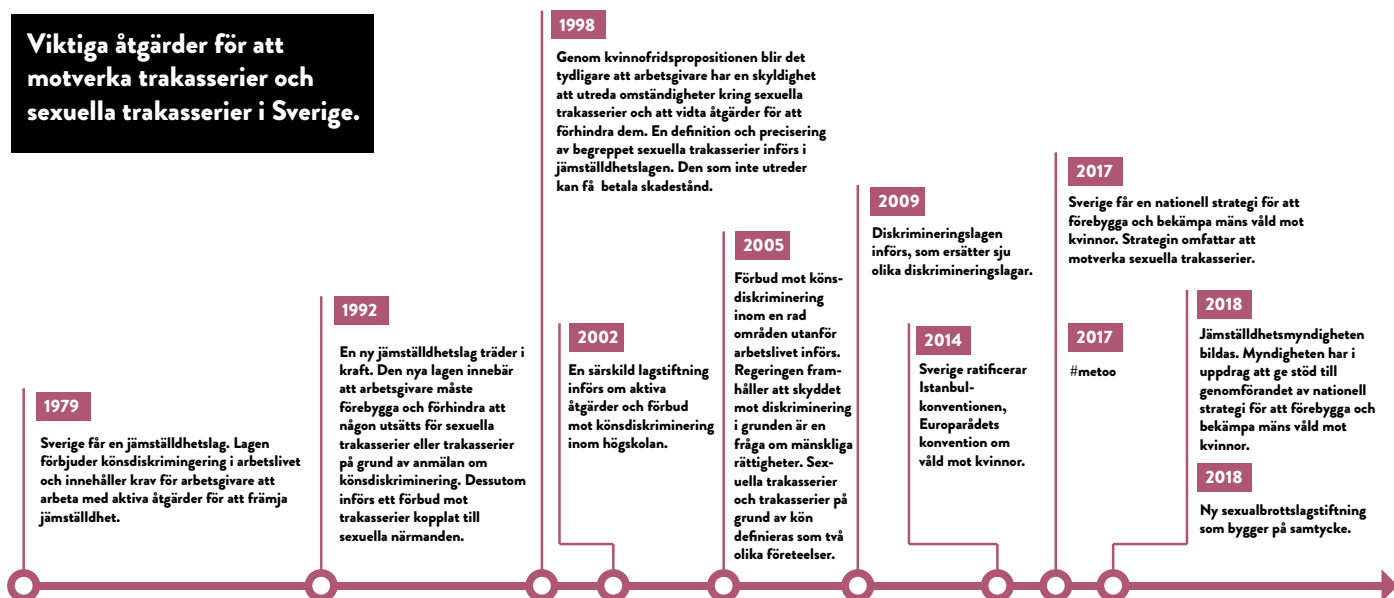 Viktiga åtgärder för att
motverka trakasserier och
sexuella trakasserier i Sverige.
1979
Sverige får en jämställdhetslag. Lagen
förbjuder könsdiskrimingering i arbetslivet
och innehåller krav för arbetsgivare att
arbeta med aktiva åtgärder för att främja
jämställdhet.
1992
En ny jämställdhetslag träder i
kraft. Den nya lagen innebär
att arbetsgivare måste
förebygga och förhindra att
någon utsätts för sexuella
trakasserier eller trakasserier
på grund av anmälan om
könsdiskriminering. Dessutom
införs ett förbud mot
trakasserier kopplat till
sexuella närmanden.
1998
Genom kvinnofridspropositionen blir det
tydligare att arbetsgivare har en skyldighet
att utreda omständigheter kring sexuella
trakasserier och att vidta åtgärder för att
förhindra dem. En definition och precisering
av begreppet sexuella trakasserier införs i
jämställdhetslagen. Den som inte utreder
kan få betala skadestånd.
2002
En särskild lagstiftning
införs om aktiva
åtgärder och förbud
mot könsdiskriminering
inom högskolan.
2005
Förbud mot köns-
diskriminering
inom en rad
områden utanför
arbetslivet införs.
Regeringen fram-
håller att skyddet
mot diskriminering
i grunden är en
fråga om mänskliga
rättigheter. Sex-
uella trakasserier
och trakasserier på
grund av kön
definieras som två
olika företeelser.
2009
Diskrimineringslagen
införs, som ersätter sju
olika diskrimineringslagar.
2014
Sverige ratificerar
Istanbul-
konventionen,
Europarådets
konvention om
våld mot kvinnor.
2017
Sverige får en nationell strategi för att
förebygga och bekämpa mäns våld mot
kvinnor. Strategin omfattar att
motverka sexuella trakasserier.
2017
#metoo
2018
Jämställdhetsmyndigheten
bildas. Myndigheten har i
uppdrag att ge stöd till
genomförandet av nationell
strategi för att förebygga och
bekämpa mäns våld mot
kvinnor.
2018
Ny sexualbrottslagstiftning
som bygger på samtycke.